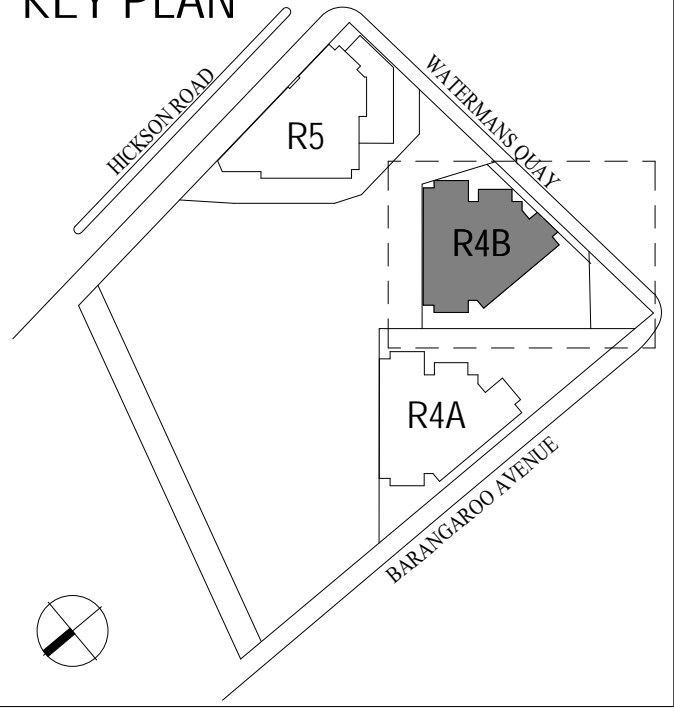 KEY PLAN
HICKSON ROAD
WATERMANS QUAY
R5
R4B
R4A
BARANGAROO AVENUE